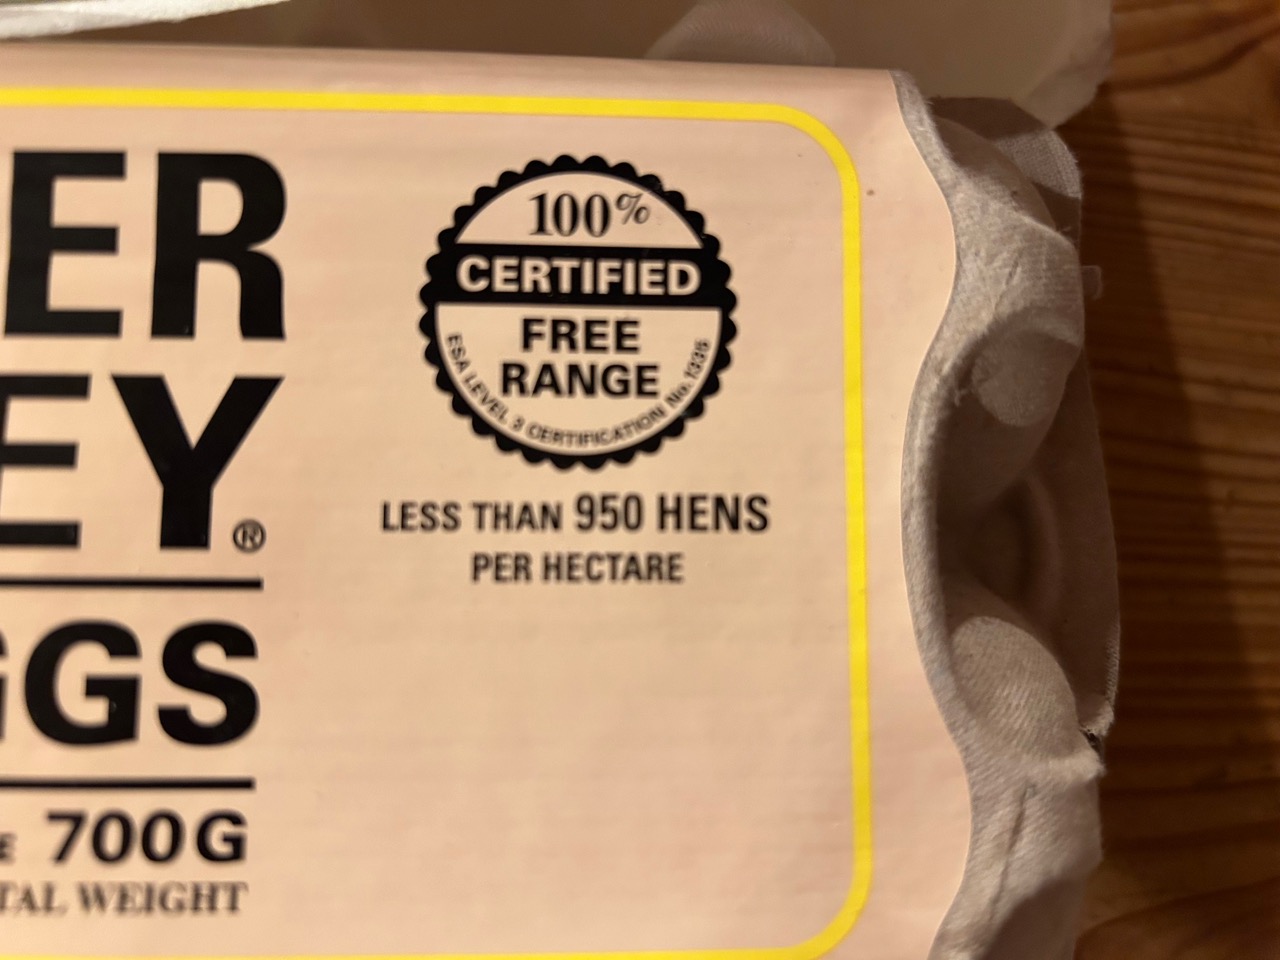 ER
EY®
GGS
700G
TAL WEIGHT
100%
CERTIFIED
FREE
RANGE
ESA LEVEL 3 CERTIFICATION No. 1335
LESS THAN 950 HENS
PER HECTARE